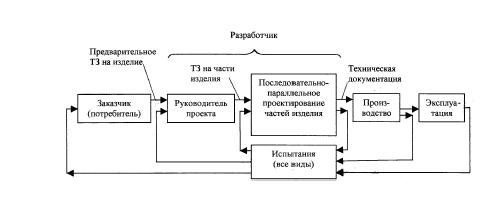 Разработчик
Предварительное
ТЗ на изделие
ТЗ на части
изделия
Техническая
документация
Заказчик
(потребитель)
Руководитель
проекта
Последовательно-
параллельное
проектирование
частей изделия
Произ-
водство
Эксплуа-
тация
Испытания
(все виды)